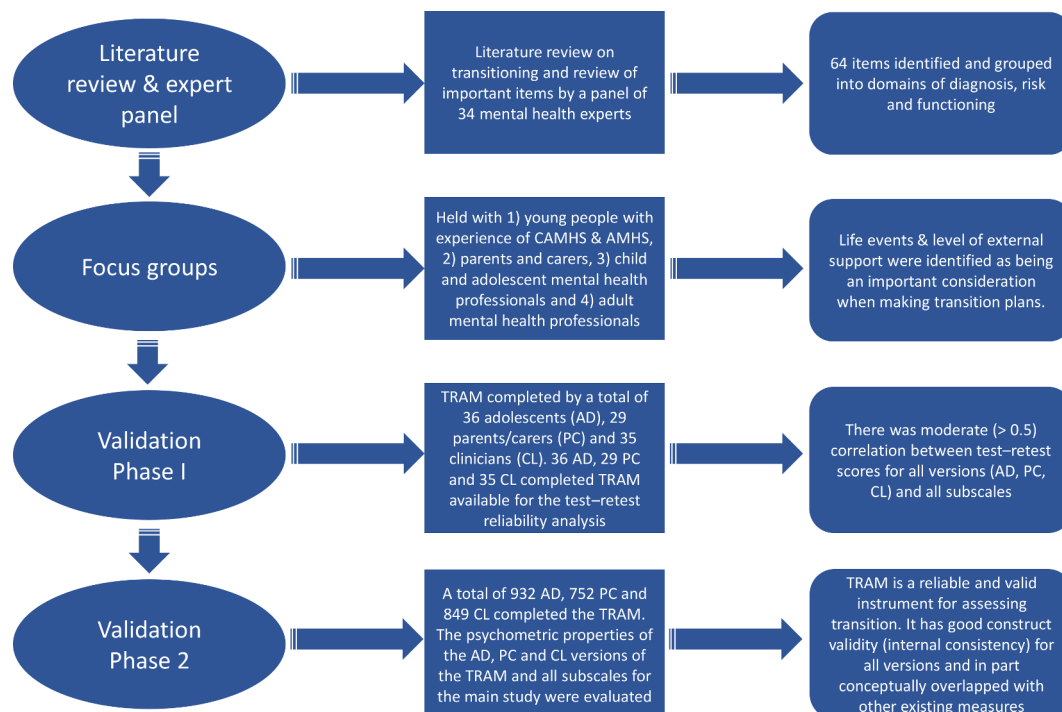 Literature
review & expert
panel
Literature review on
transitioning and review of
important items by a panel of
34 mental health experts
64 items identified and grouped
into domains of diagnosis, risk
and functioning
Focus groups
Held with 1) young people with
experience of CAMHS & AMHS,
2) parents and carers, 3) child
and adolescent mental health
professionals and 4) adult
mental health professionals
Life events & level of external
support were identified as being
an important consideration
when making transition plans.
Validation
Phase I
TRAM completed by a total of
36 adolescents (AD), 29
parents/carers (PC) and 35
clinicians (CL). 36 AD, 29 PC
and 35 CL completed TRAM
available for the test–retest
reliability analysis
There was moderate (> 0.5)
correlation between test–retest
scores for all versions (AD, PC,
CL) and all subscales
Validation
Phase 2
A total of 932 AD, 752 PC and
849 CL completed the TRAM.
The psychometric properties of
the AD, PC and CL versions of
the TRAM and all subscales for
the main study were evaluated
TRAM is a reliable and valid
instrument for assessing
transition. It has good construct
validity (internal consistency) for
all versions and in part
conceptually overlapped with
other existing measures